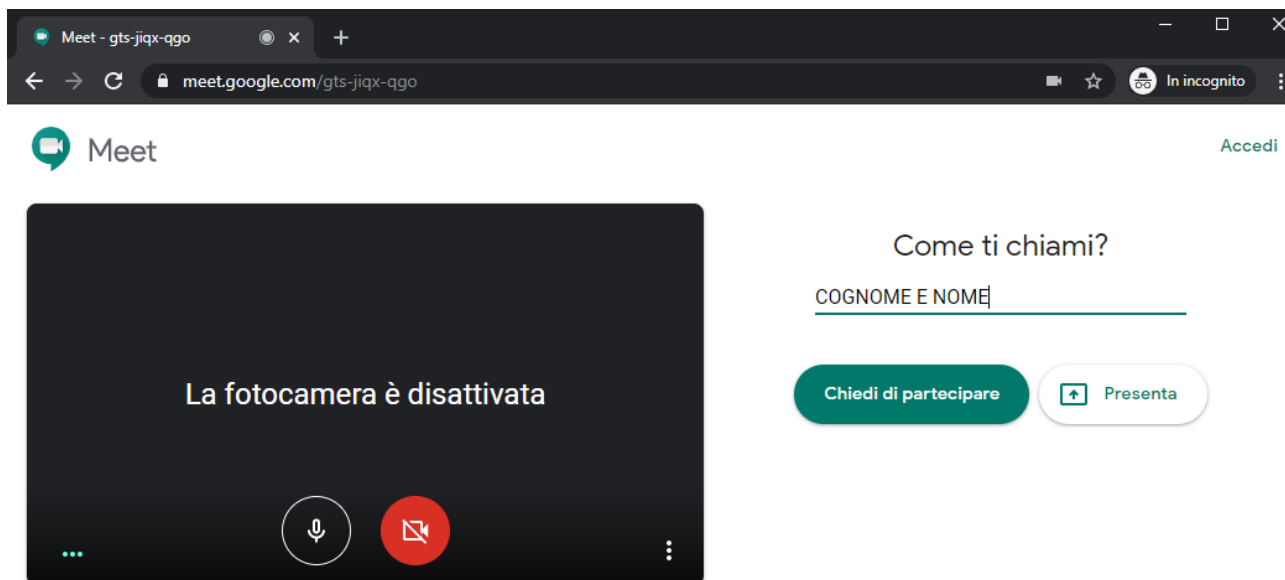 Meet - gts-jiqx-qgo
meet.google.com/gts-jiqx-qgo
In incognito
Meet
Accedi
La fotocamera è disattivata
Come ti chiami?
COGNOME E NOME
Chiedi di partecipare
Presenta